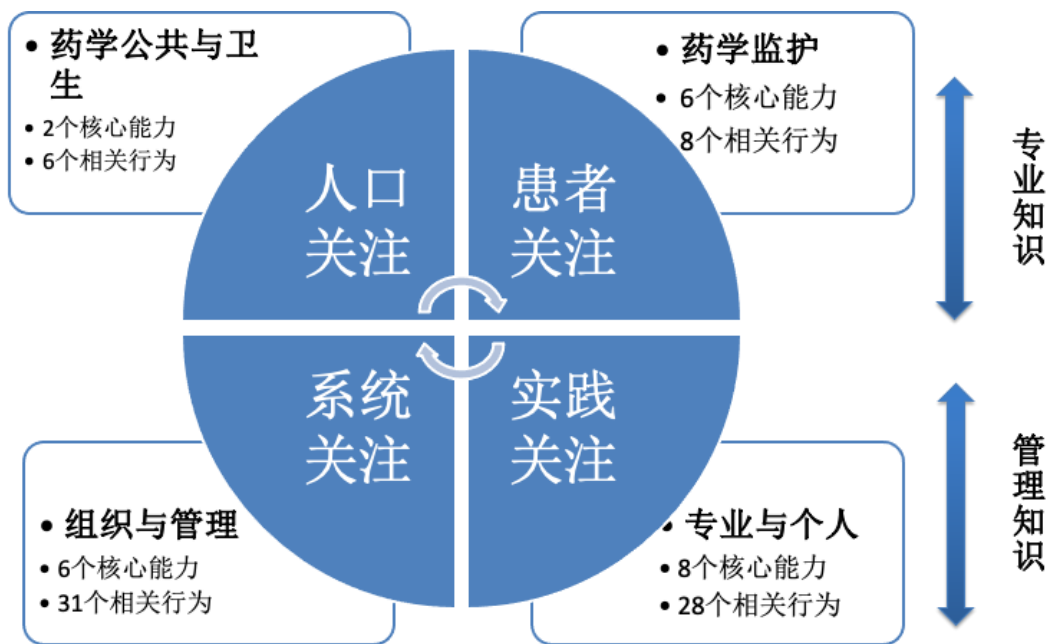 • 药学公共与卫
生
• 2个核心能力
• 6个相关行为
• 药学监护
• 6个核心能力
8个相关行为
人口
关注
患者
关注
专业知识
系统
关注
实践
关注
• 组织与管理
• 6个核心能力
• 31个相关行为
• 专业与个人
• 8个核心能力
• 28个相关行为
管理知识